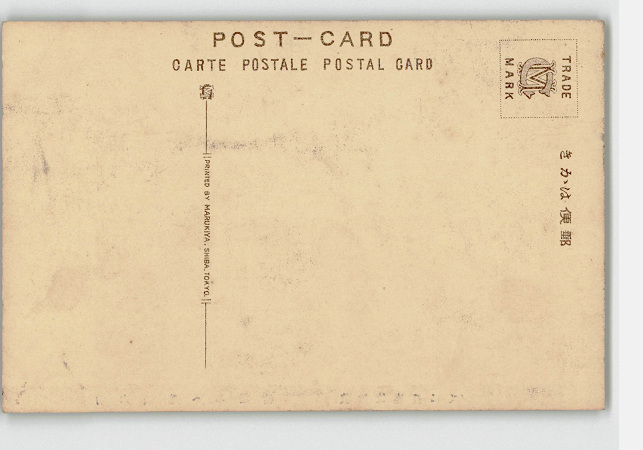 POST—CARD
CARTE POSTALE POSTAL CARD
TRADE
MARK
きかは便郵
PRINTED BY MARUKIYA, SHIBA, TOKYO.